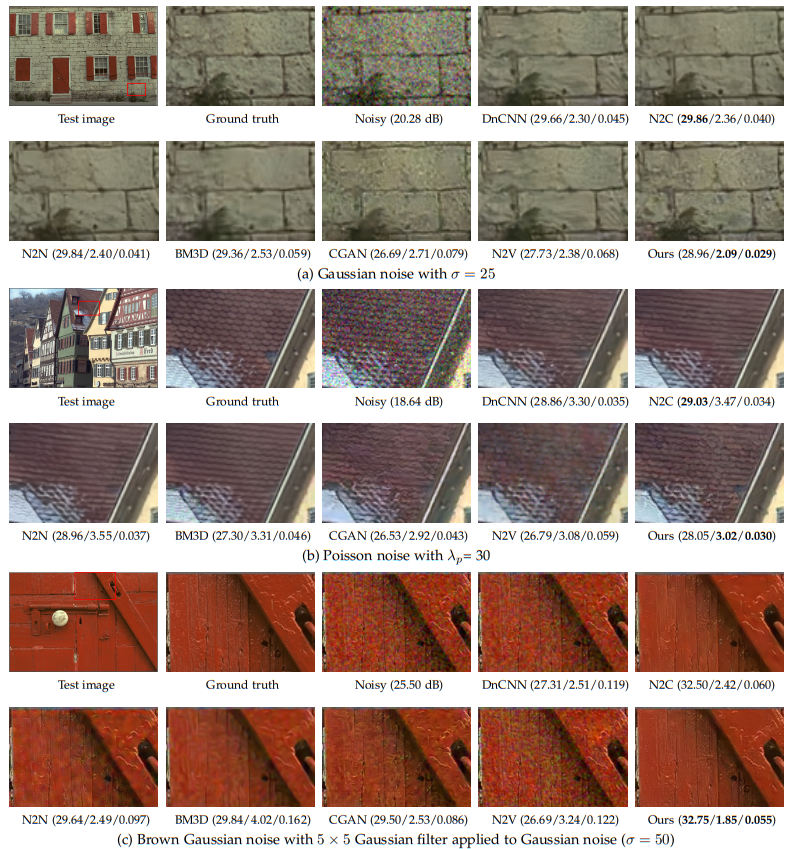 Test image
Ground truth
Noisy (20.28 dB)
DnCNN (29.66/2.30/0.045)
N2C (29.86/2.36/0.040)
N2N (29.84/2.40/0.041)
BM3D (29.36/2.53/0.059)
CGAN (26.69/2.71/0.079)
N2V (27.73/2.38/0.068)
Ours (28.96/2.09/0.029)
(a) Gaussian noise with σ = 25
Test image
Ground truth
Noisy (18.64 dB)
DnCNN (28.86/3.30/0.035)
N2C (29.03/3.47/0.034)
N2N (28.96/3.55/0.037)
BM3D (27.30/3.31/0.046)
CGAN (26.53/2.92/0.043)
N2V (26.79/3.08/0.059)
Ours (28.05/3.02/0.030)
(b) Poisson noise with λₚ= 30
Test image
Ground truth
Noisy (25.50 dB)
DnCNN (27.31/2.51/0.119)
N2C (32.50/2.42/0.060)
N2N (29.64/2.49/0.097)
BM3D (29.84/4.02/0.162)
CGAN (29.50/2.53/0.086)
N2V (26.69/3.24/0.122)
Ours (32.75/1.85/0.055)
(c) Brown Gaussian noise with 5 × 5 Gaussian filter applied to Gaussian noise (σ = 50)